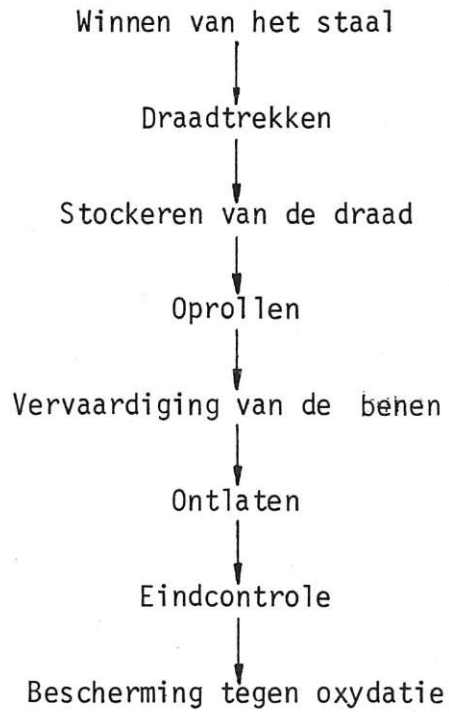 Winnen van het staal
Draadtrekken
Stockeren van de draad
Oprollen
Vervaardiging van de benen
Ontlaten
Eindcontrole
Bescherming tegen oxydatie